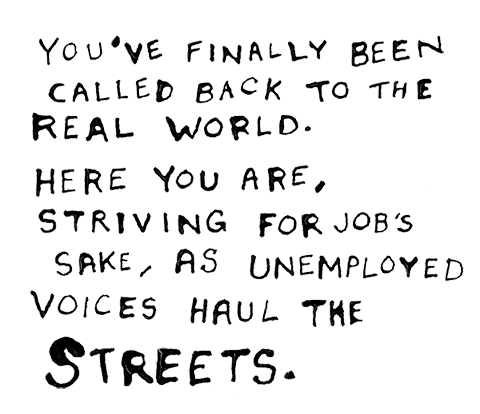 YOU'VE FINALLY BEEN
CALLED BACK TO THE
REAL WORLD.
HERE YOU ARE,
STRIVING FOR JOB'S
SAKE, AS UNEMPLOYED
VOICES HAUL THE
STREETS.